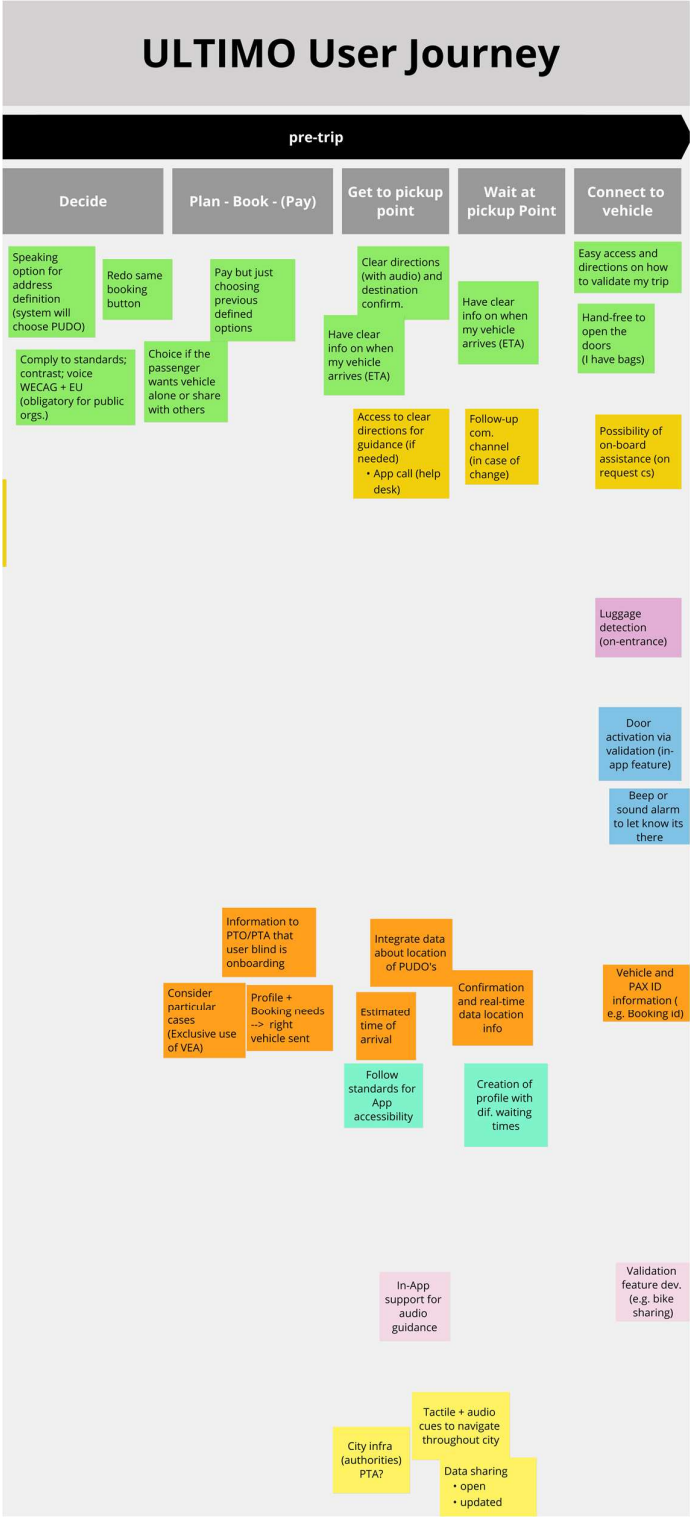 ULTIMO User Journey
pre-trip
Decide
Plan - Book - (Pay)
Get to pickup
point
Wait at
pickup Point
Connect to
vehicle
Speaking
option for
address
definition
(system will
choose PUDO)
Redo same
booking
button
Pay but just
choosing
previous
defined
options
Clear directions
(with audio) and
destination
confirm.
Have clear
info on when
my vehicle
arrives (ETA)
Easy access and
directions on how
to validate my trip
Hand-free to
open the
doors
(I have bags)
Comply to standards;
contrast; voice
WECAG + EU
(obligatory for public
orgs.)
Choice if the
passenger
wants vehicle
alone or share
with others
Have clear
info on when
my vehicle
arrives (ETA)
Access to clear
directions for
guidance (if
needed)
• App call (help
desk)
Follow-up
com.
channel
(in case of
change)
Possibility of
on-board
assistance (on
request cs)
Luggage
detection
(on-entrance)
Door
activation via
validation (in-
app feature)
Beep or
sound alarm
to let know its
there
Information to
PTO/PTA that
user blind is
onboarding
Integrate data
about location
of PUDO's
Consider
particular
cases
(Exclusive use
of VEA)
Profile +
Booking needs
--> right
vehicle sent
Estimated
time of
arrival
Confirmation
and real-time
data location
info
Vehicle and
PAX ID
information (
e.g. Booking id)
Follow
standards for
App
accessibility
Creation of
profile with
dif. waiting
times
In-App
support for
audio
guidance
Validation
feature dev.
(e.g. bike
sharing)
Tactile + audio
cues to navigate
throughout city
City infra
(authorities)
PTA?
Data sharing
• open
• updated